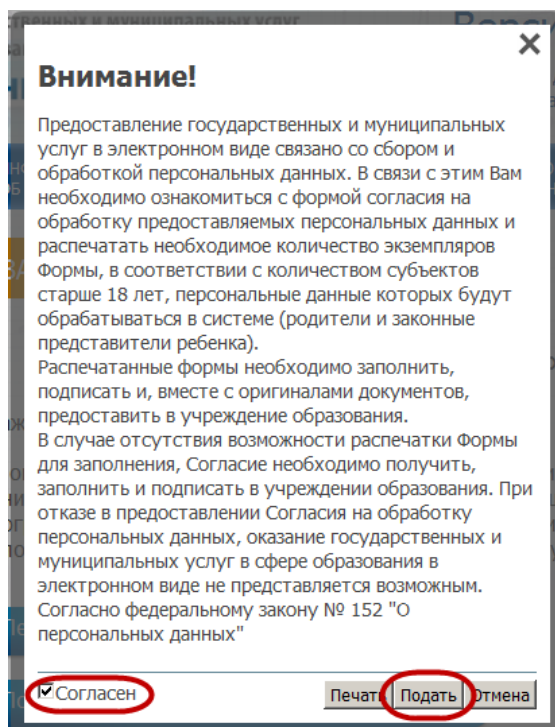 Внимание!
Предоставление государственных и муниципальных
услуг в электронном виде связано со сбором и
обработкой персональных данных. В связи с этим Вам
необходимо ознакомиться с формой согласия на
обработку предоставляемых персональных данных и
распечатать необходимое количество экземпляров
Формы, в соответствии с количеством субъектов
старше 18 лет, персональные данные которых будут
обрабатываться в системе (родители и законные
представители ребенка).
Распечатанные формы необходимо заполнить,
подписать и, вместе с оригиналами документов,
предоставить в учреждение образования.
В случае отсутствия возможности распечатки Формы
для заполнения, Согласие необходимо получить,
заполнить и подписать в учреждении образования. При
отказе в предоставлении Согласия на обработку
персональных данных, оказание государственных и
муниципальных услуг в сфере образования в
электронном виде не представляется возможным.
Согласно федеральному закону № 152 "О
персональных данных"
Согласен Печать Подать Отмена